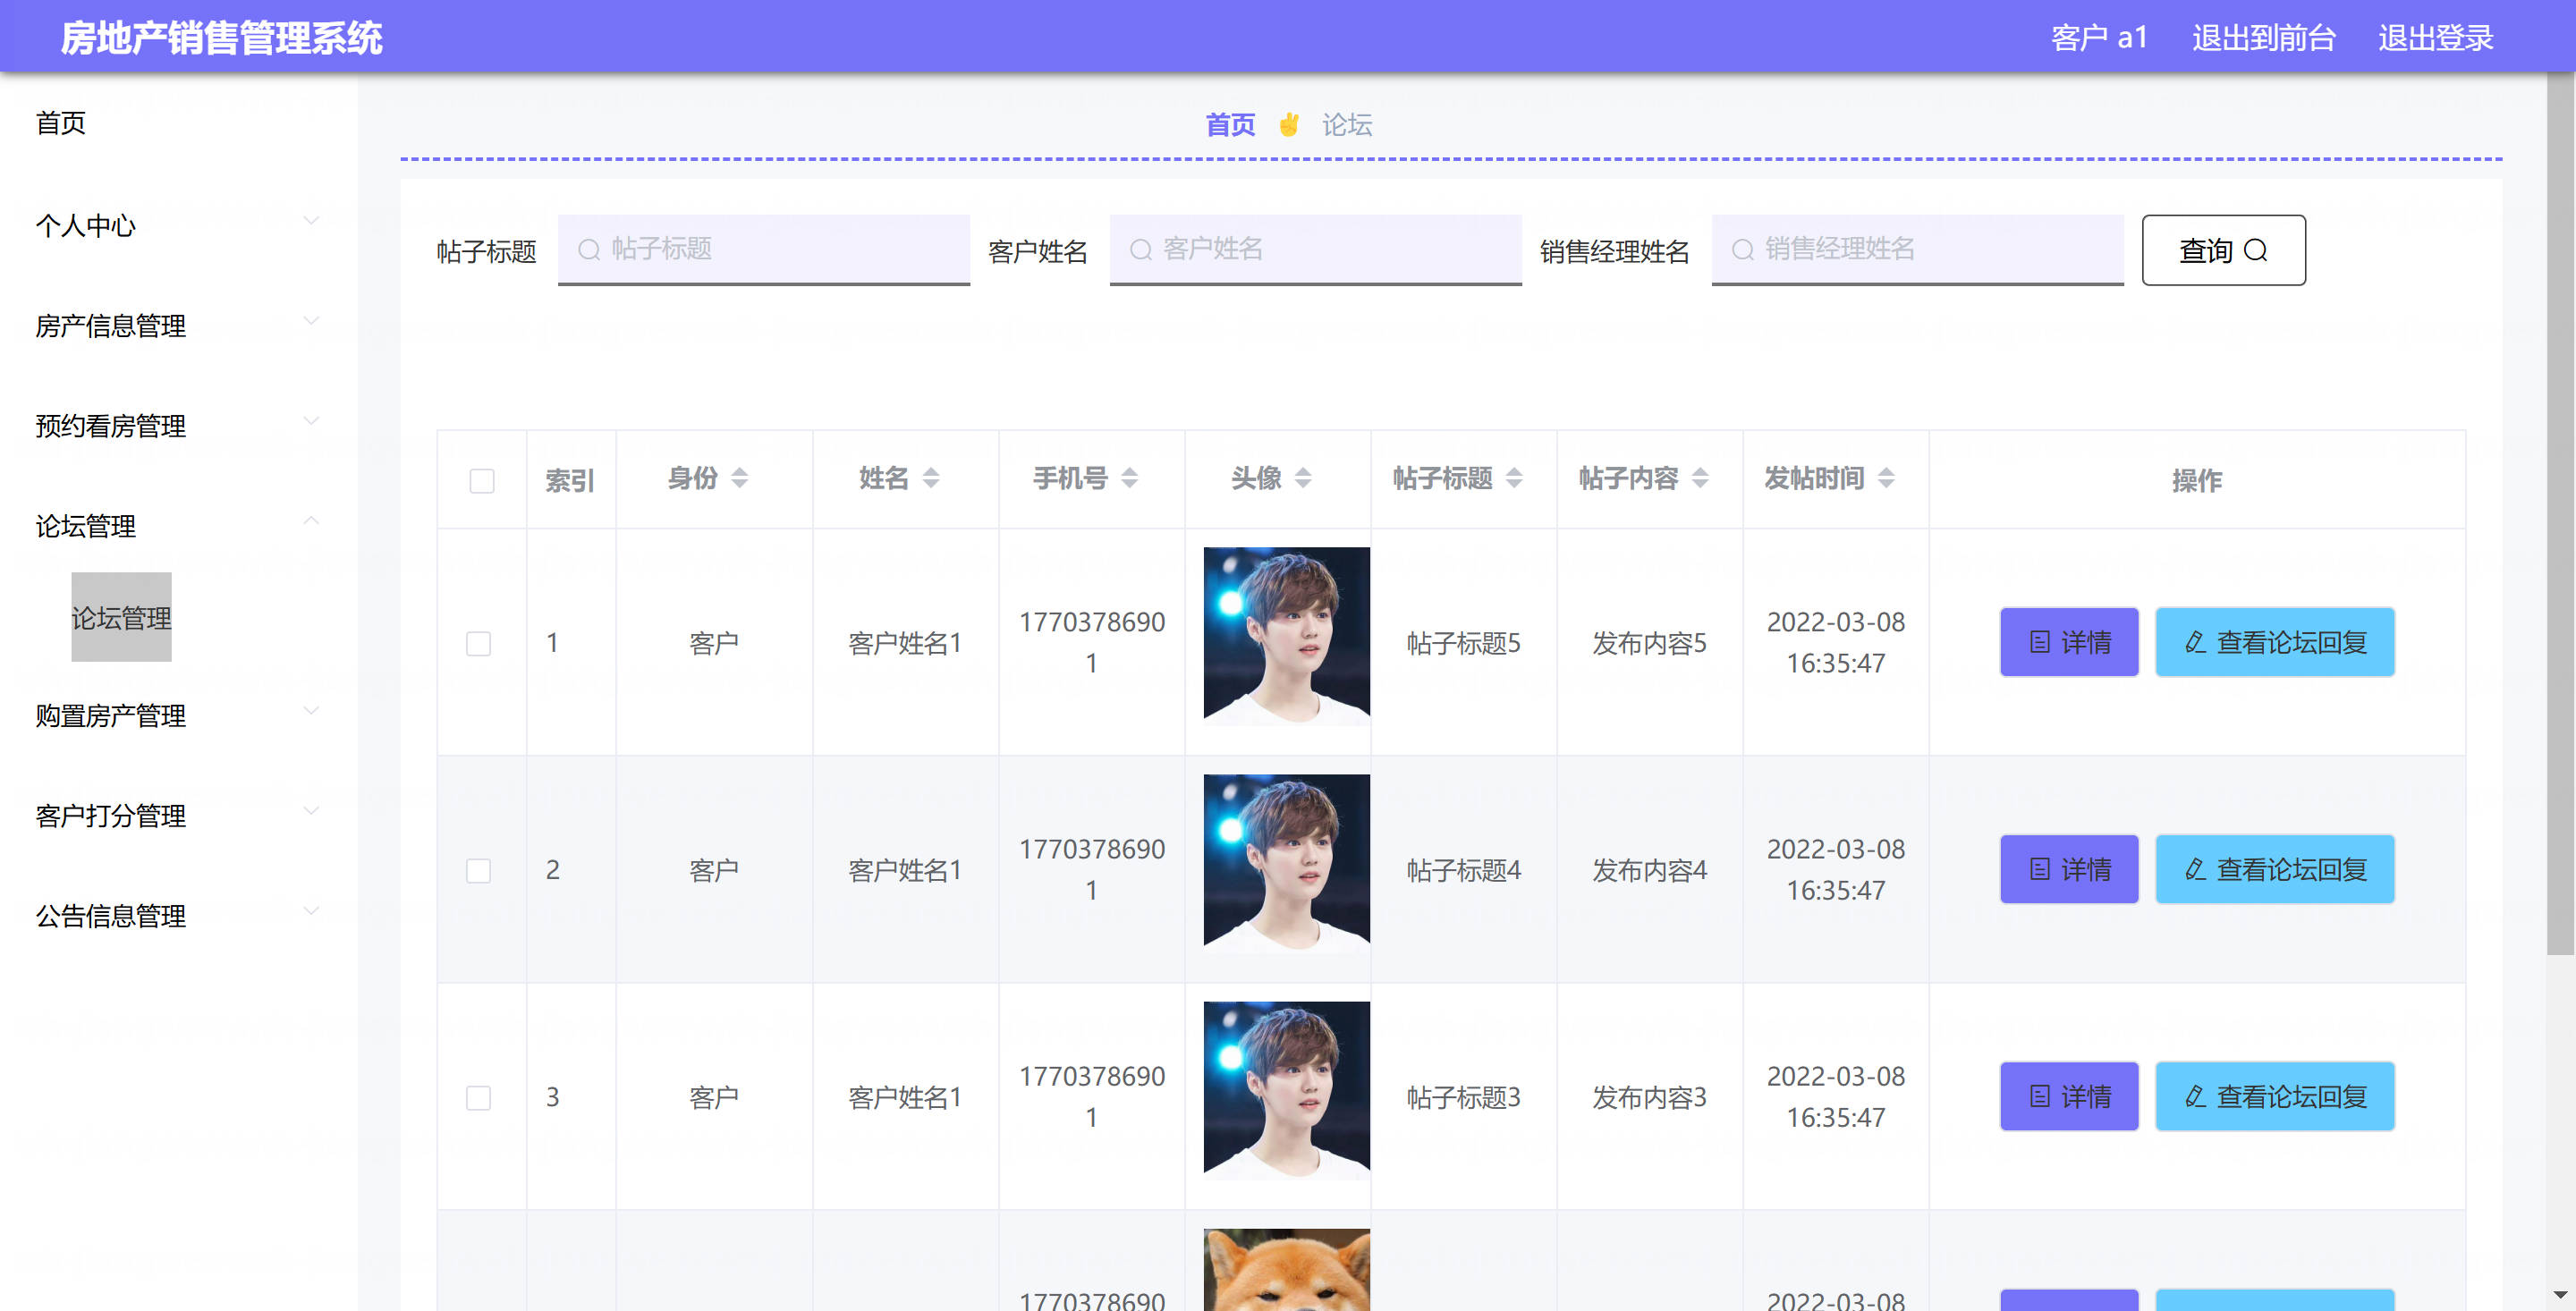 房地产销售管理系统
客户 a1 退出到前台 退出登录
首页
个人中心
房产信息管理
预约看房管理
论坛管理
论坛管理
购置房产管理
客户打分管理
公告信息管理
首页 论坛
帖子标题 帖子标题 客户姓名 客户姓名 销售经理姓名 销售经理姓名 查询
索引 身份 姓名 手机号 头像 帖子标题 帖子内容 发帖时间 操作
1 客户 客户姓名1 1770378690
1 帖子标题5 发布内容5 2022-03-08
16:35:47 详情 查看论坛回复
2 客户 客户姓名1 1770378690
1 帖子标题4 发布内容4 2022-03-08
16:35:47 详情 查看论坛回复
3 客户 客户姓名1 1770378690
1 帖子标题3 发布内容3 2022-03-08
16:35:47 详情 查看论坛回复
1770378690 2022-03-08